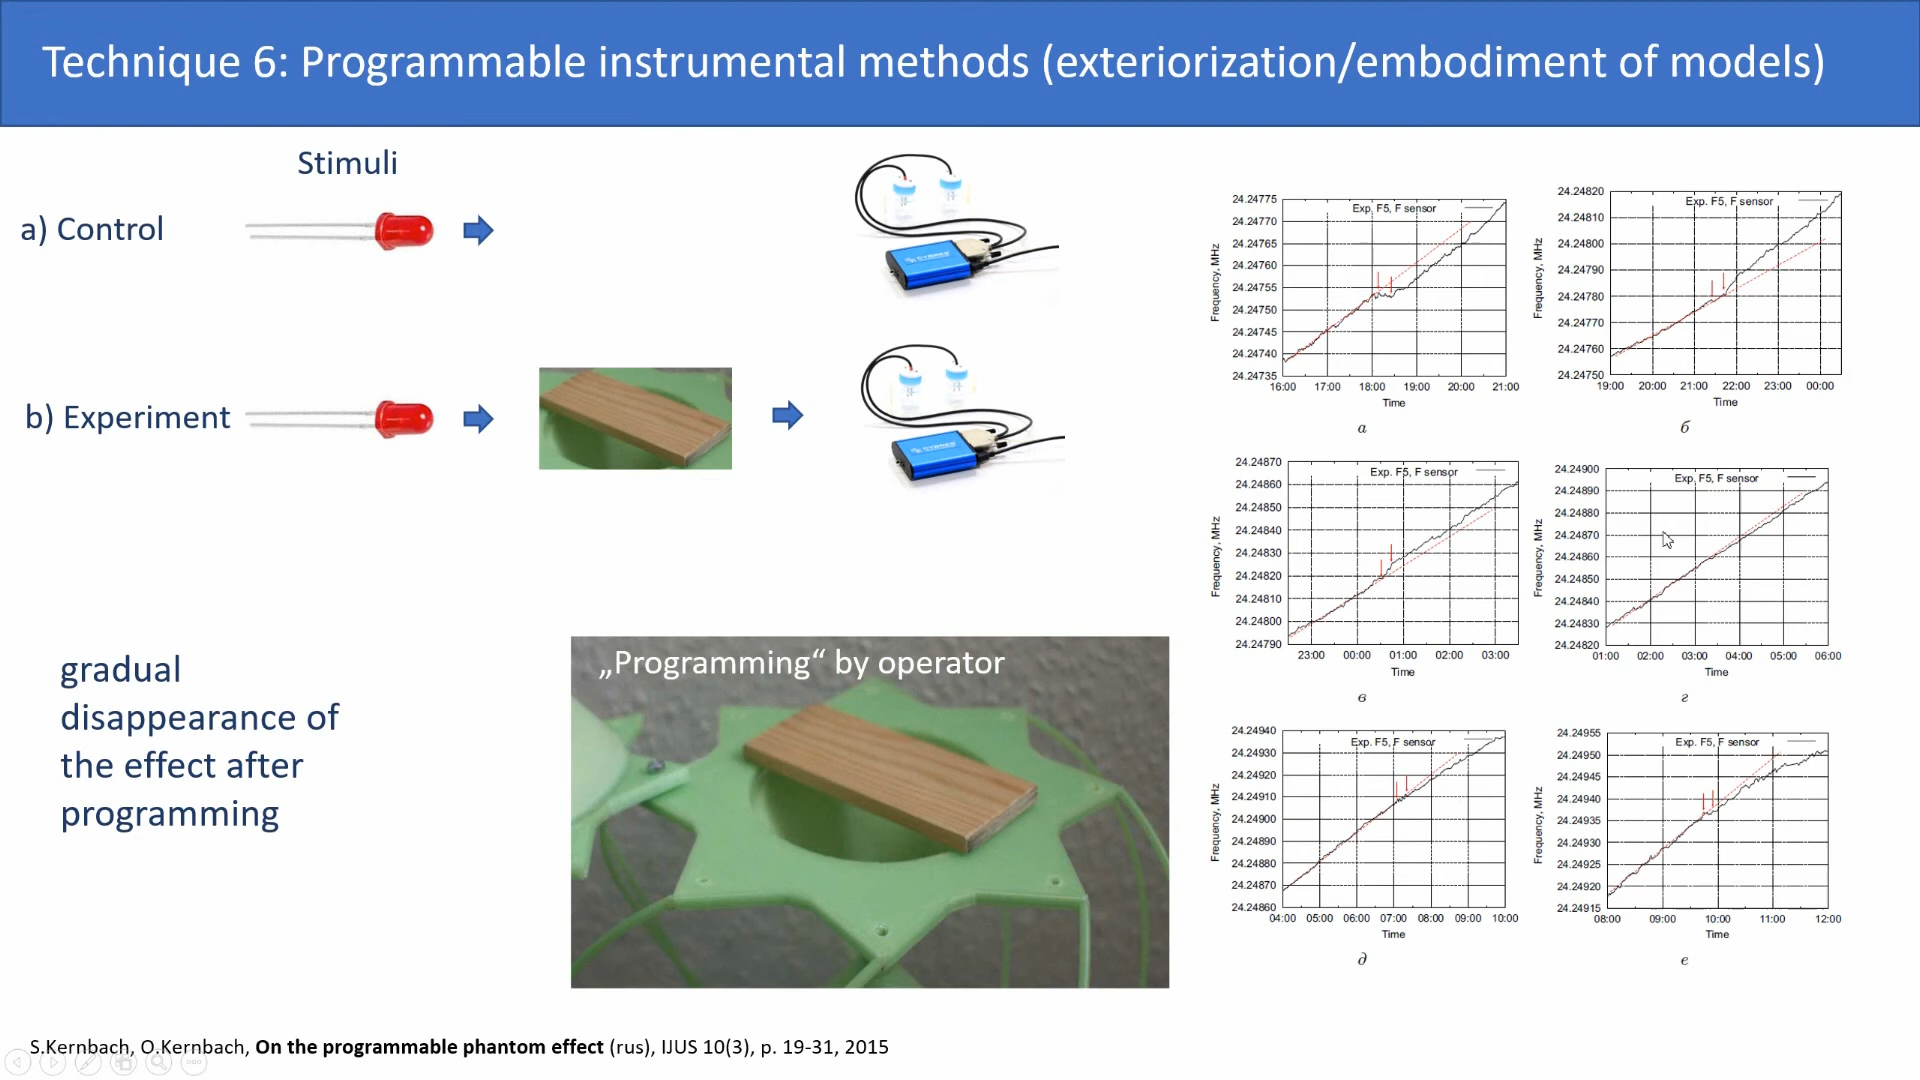 Technique 6: Programmable instrumental methods (exteriorization/embodiment of models)
Stimuli
a) Control
b) Experiment
gradual
disappearance of
the effect after
programming
„Programming“ by operator
24.24775
24.24770
24.24765
24.24760
24.24755
24.24750
24.24745
24.24740
24.24735
Frequency, MHz
Exp. F5, F sensor
16:00 17:00 18:00 19:00 20:00 21:00
Time
а
24.24820
24.24810
24.24800
24.24790
24.24780
24.24770
24.24760
24.24750
Frequency, MHz
Exp. F5, F sensor
19:00 20:00 21:00 22:00 23:00 00:00
Time
б
24.24870
24.24860
24.24850
24.24840
24.24830
24.24820
24.24810
24.24800
24.24790
Frequency, MHz
Exp. F5, F sensor
23:00 00:00 01:00 02:00 03:00
Time
в
24.24900
24.24890
24.24880
24.24870
24.24860
24.24850
24.24840
24.24830
24.24820
Frequency, MHz
Exp. F5, F sensor
01:00 02:00 03:00 04:00 05:00 06:00
Time
г
24.24940
24.24930
24.24920
24.24910
24.24900
24.24890
24.24880
24.24870
24.24860
Frequency, MHz
Exp. F5, F sensor
04:00 05:00 06:00 07:00 08:00 09:00 10:00
Time
д
24.24955
24.24950
24.24945
24.24940
24.24935
24.24930
24.24925
24.24920
24.24915
Frequency, MHz
Exp. F5, F sensor
08:00 09:00 10:00 11:00 12:00
Time
е
S.Kernbach, O.Kernbach, On the programmable phantom effect (rus), IJUS 10(3), p. 19-31, 2015